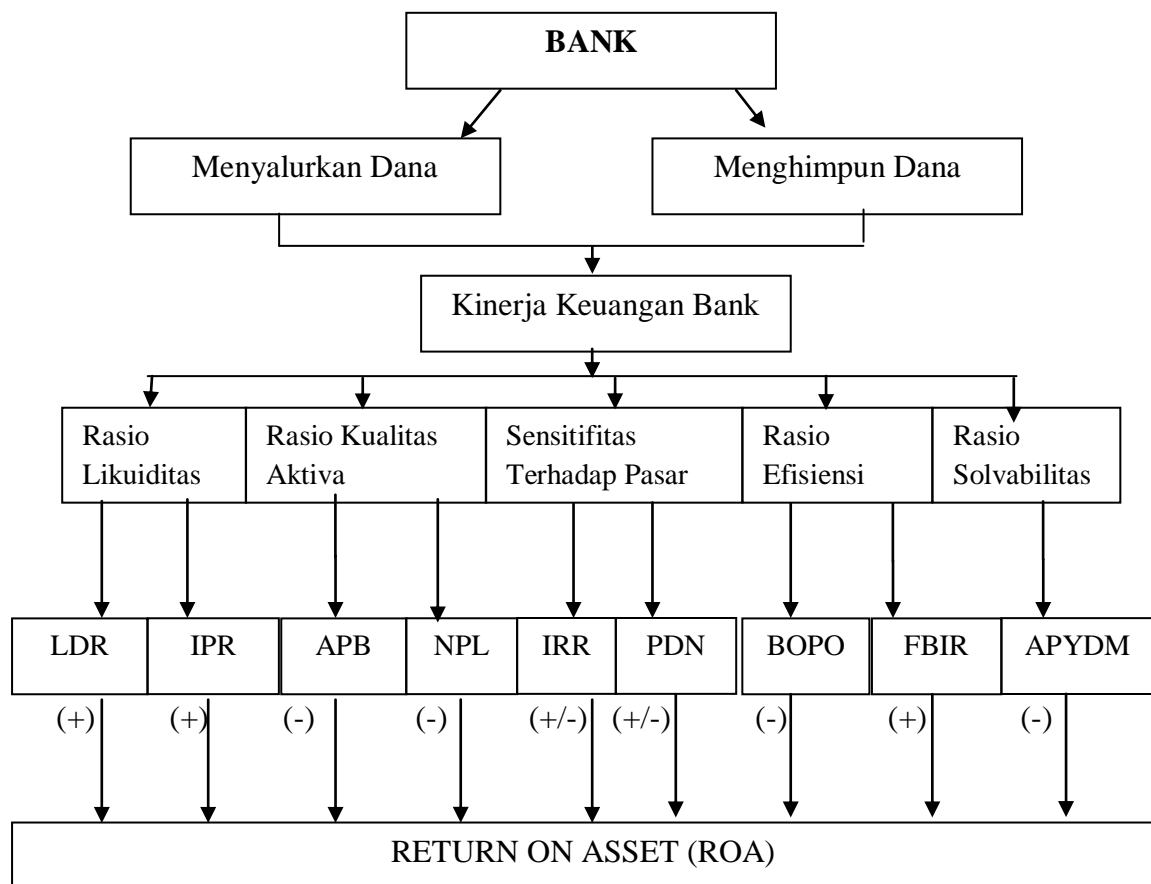 BANK
Menyalurkan Dana
Menghimpun Dana
Kinerja Keuangan Bank
Rasio
Likuiditas
Rasio Kualitas
Aktiva
Sensitifitas
Terhadap Pasar
Rasio
Efisiensi
Rasio
Solvabilitas
LDR
IPR
APB
NPL
IRR
PDN
BOPO
FBIR
APYDM
(+)
(+)
(-)
(-)
(+/-)
(+/-)
(-)
(+)
(-)
RETURN ON ASSET (ROA)